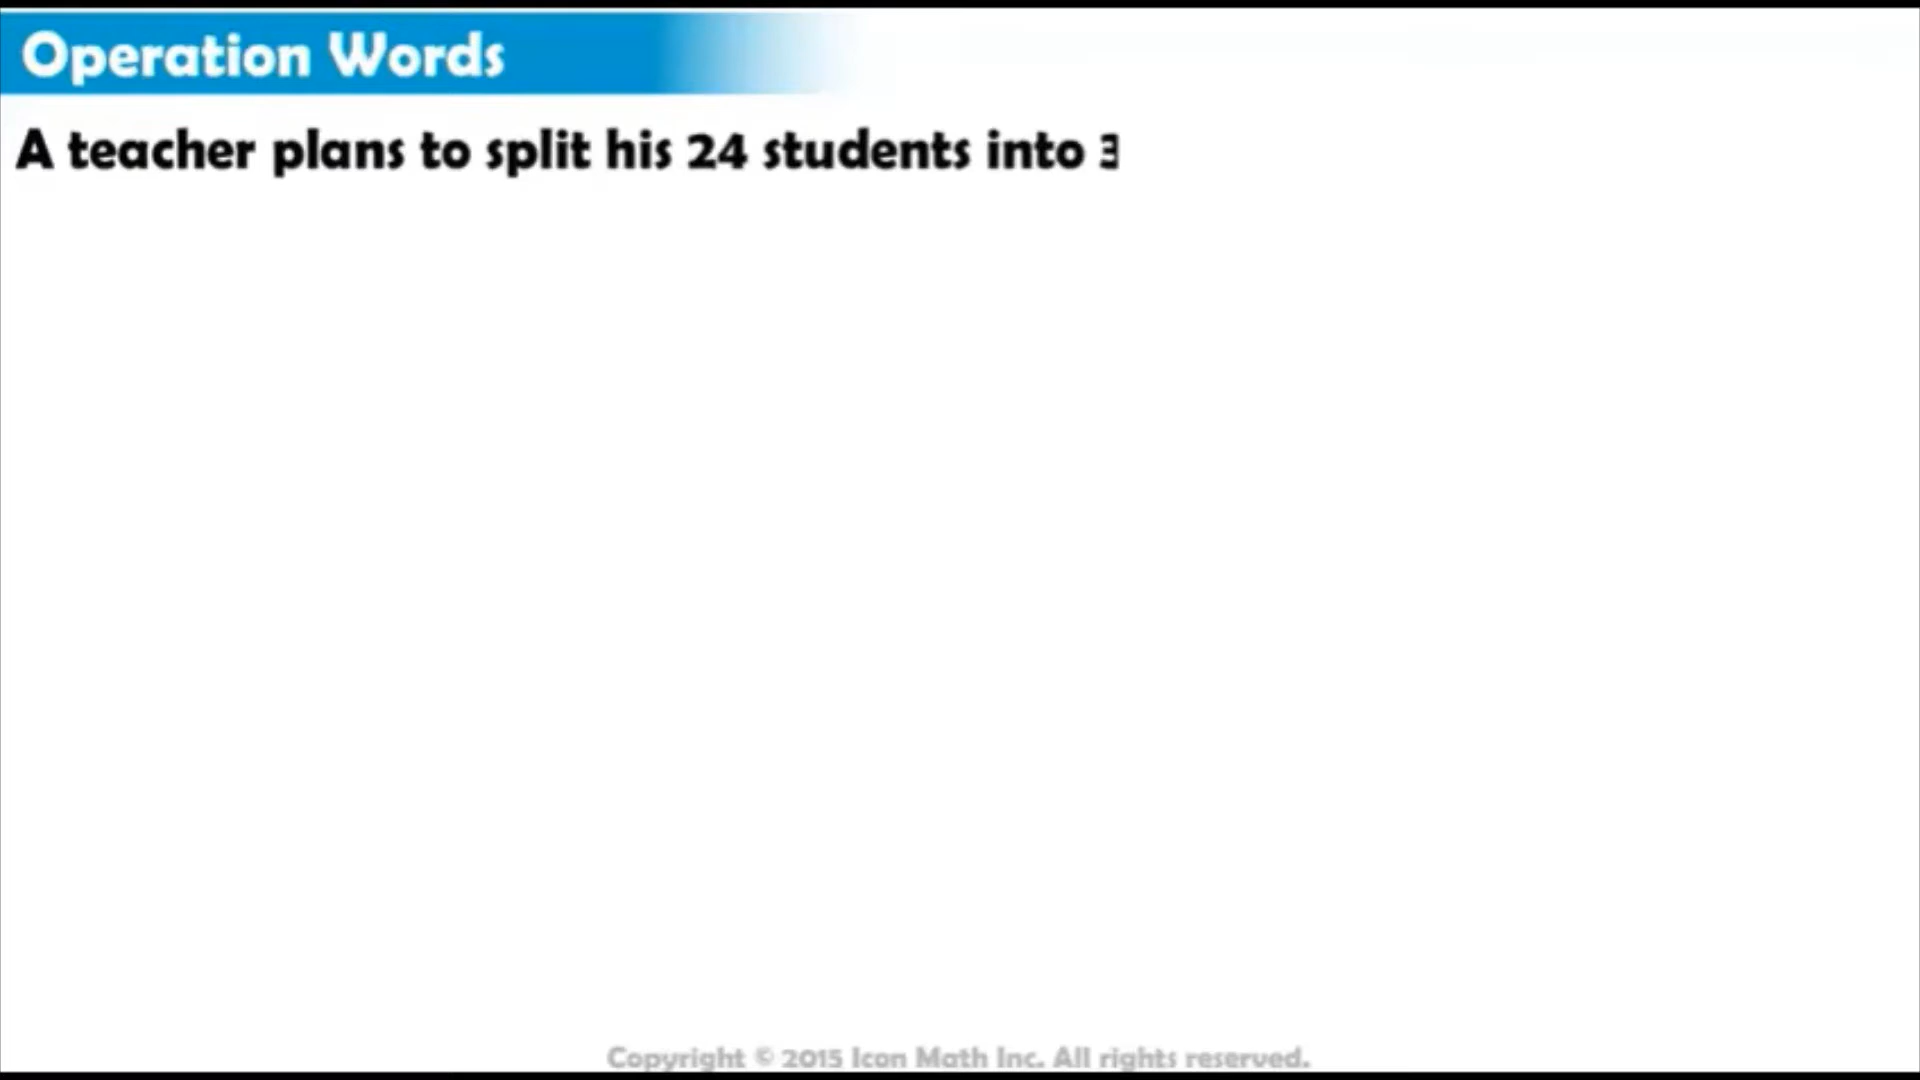 Operation Words
A teacher plans to split his 24 students into 3
Copyright © 2015 Icon Math Inc. All rights reserved.